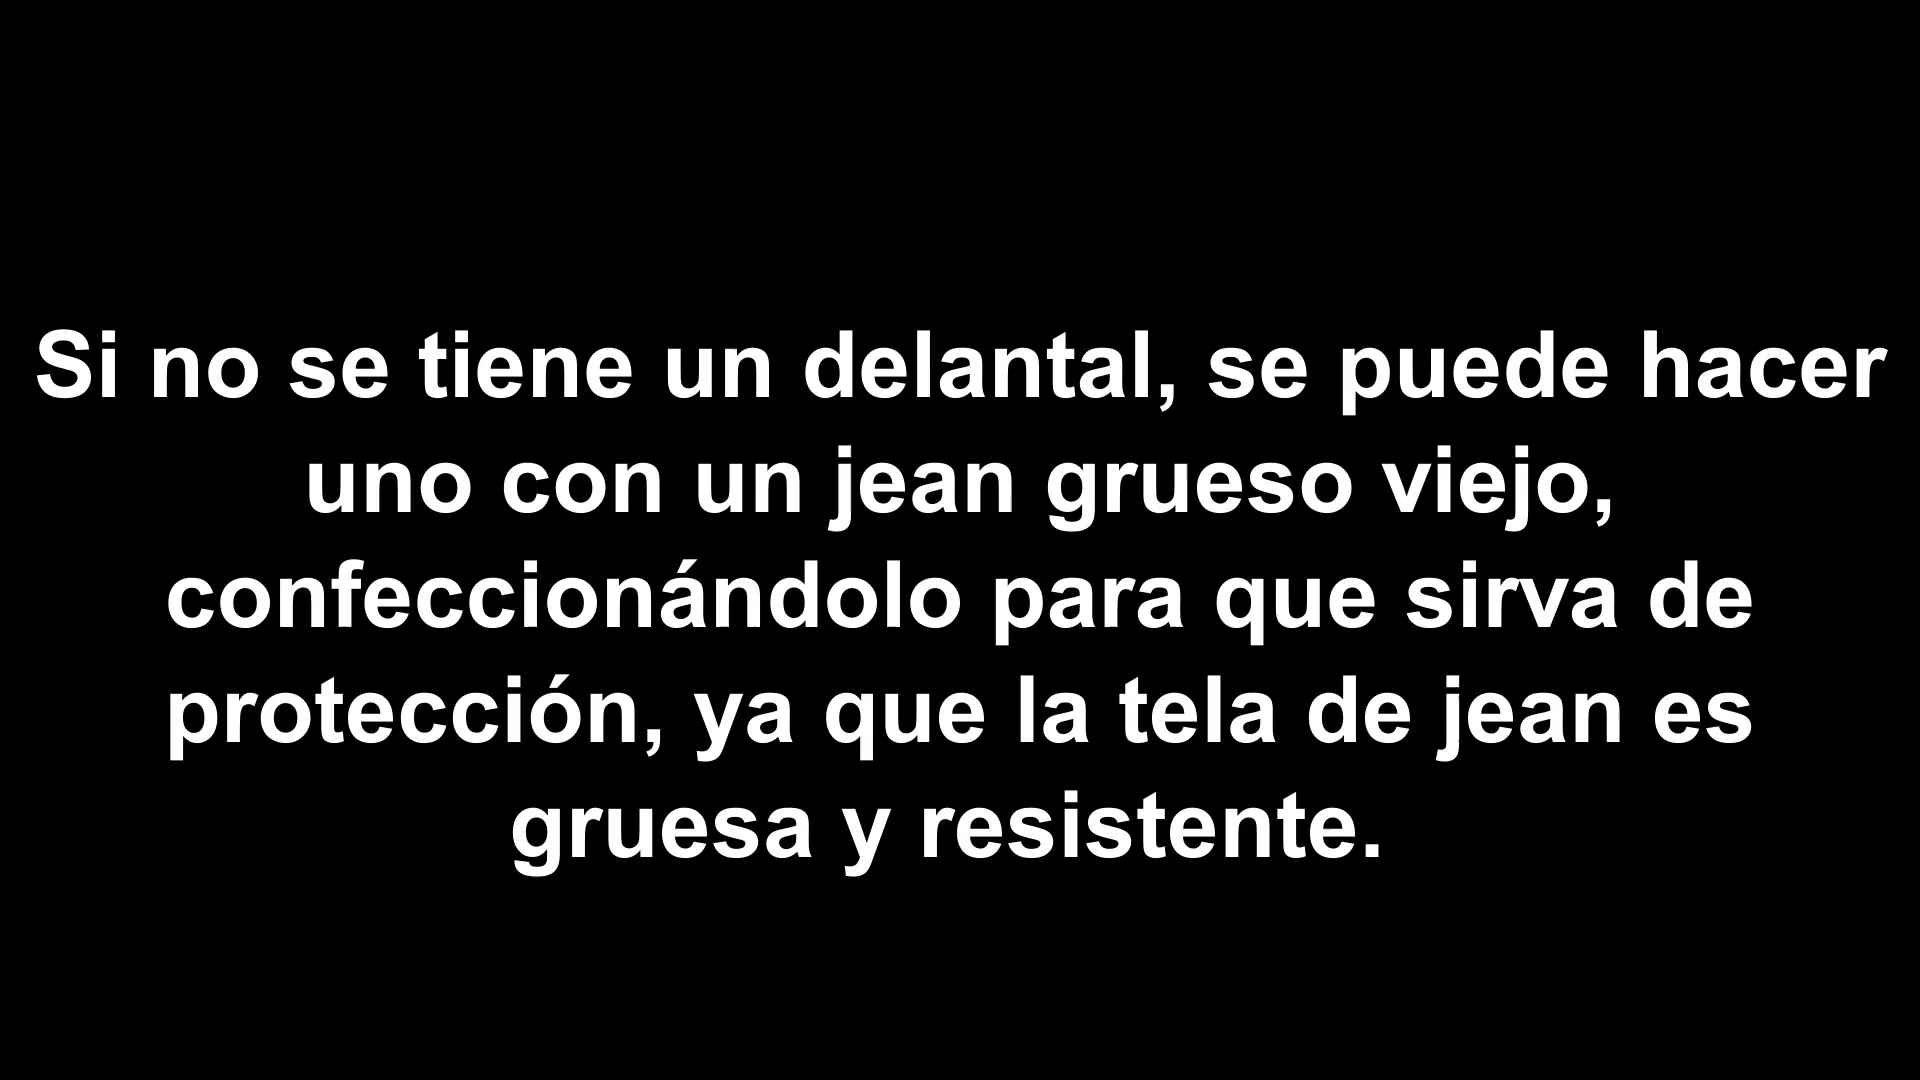 Si no se tiene un delantal, se puede hacer
uno con un jean grueso viejo,
confeccionándolo para que sirva de
protección, ya que la tela de jean es
gruesa y resistente.